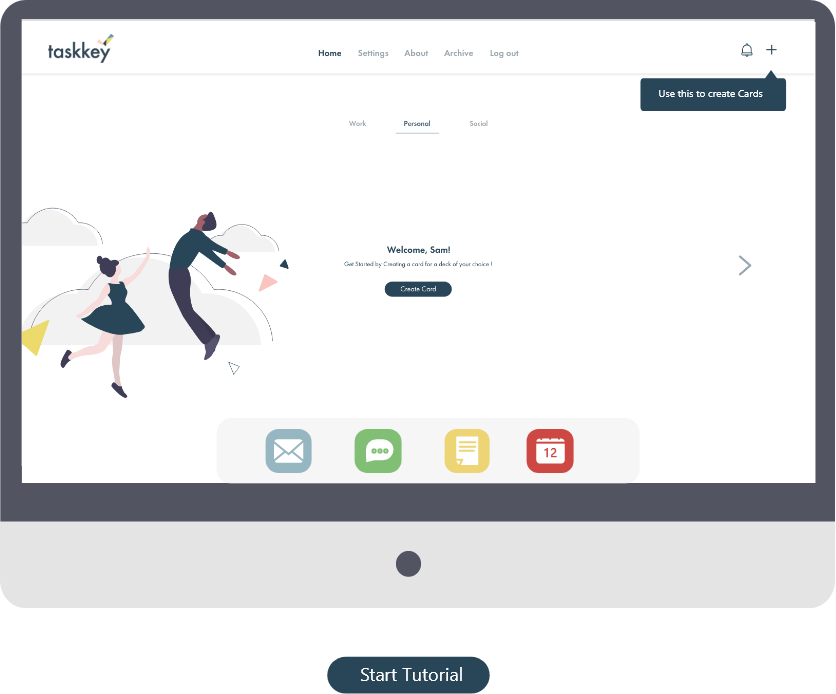 taskkey
Home Settings About Archive Log out
Use this to create Cards
Work Personal Social
Welcome, Sam!
Get Started by Creating a card for a deck of your choice !
Create Card
12
Start Tutorial